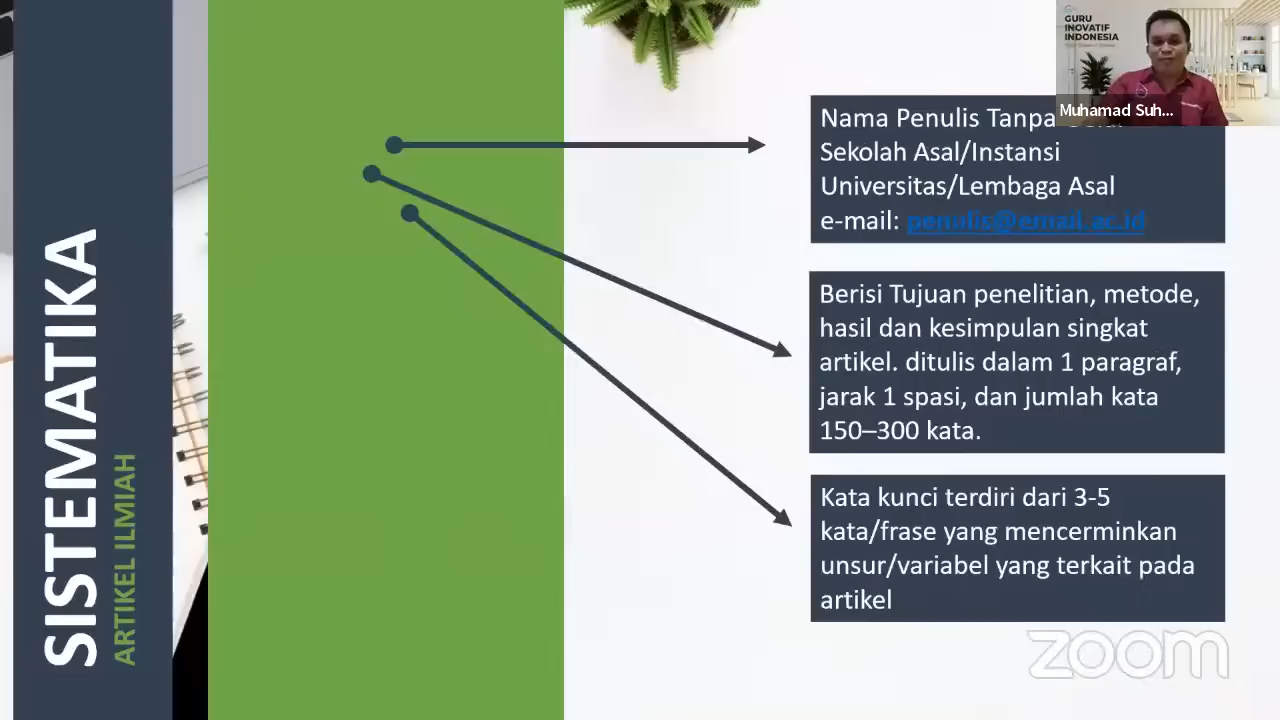 SISTEMATIKA
ARTIKEL ILMIAH
GURU
INOVATIF
INDONESIA
Muhamad Suh...
Nama Penulis Tanpa
Sekolah Asal/Instansi
Universitas/Lembaga Asal
e-mail: penulis@email.ac.id
Berisi Tujuan penelitian, metode,
hasil dan kesimpulan singkat
artikel. ditulis dalam 1 paragraf,
jarak 1 spasi, dan jumlah kata
150–300 kata.
Kata kunci terdiri dari 3-5
kata/frase yang mencerminkan
unsur/variabel yang terkait pada
artikel
zoom